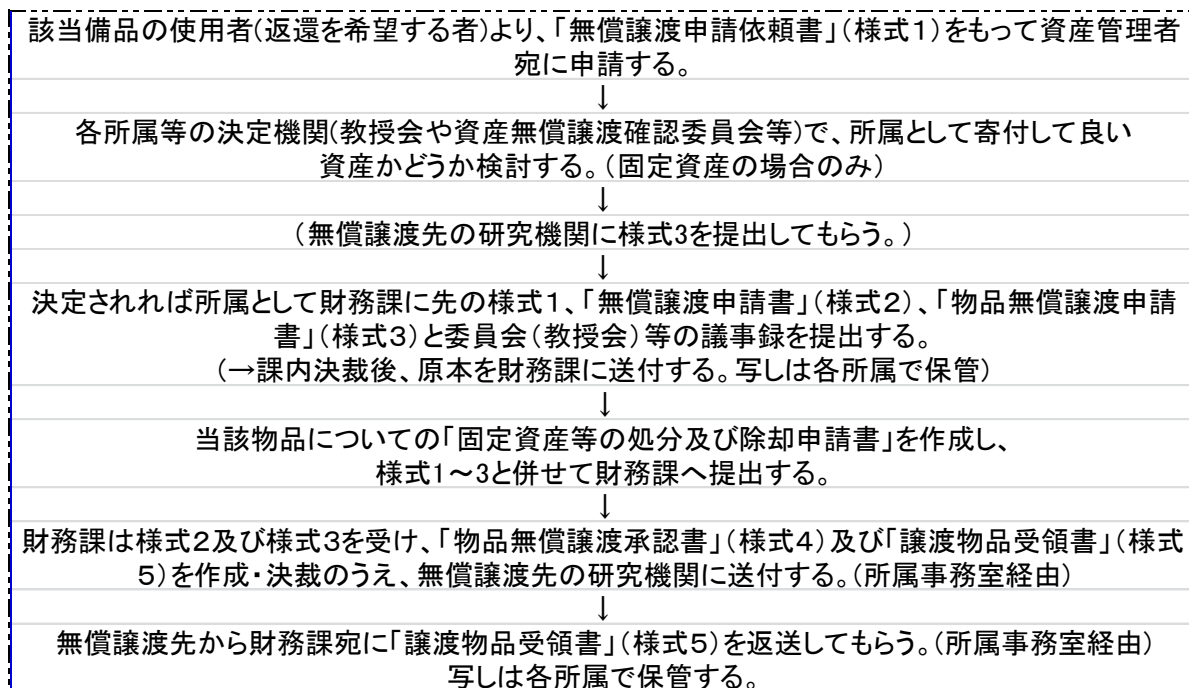 該当備品の使用者(返還を希望する者)より、「無償譲渡申請依頼書」(様式1)をもって資産管理者
宛に申請する。
↓
各所属等の決定機関(教授会や資産無償譲渡確認委員会等)で、所属として寄付して良い
資産かどうか検討する。(固定資産の場合のみ)
↓
(無償譲渡先の研究機関に様式3を提出してもらう。)
↓
決定されれば所属として財務課に先の様式1、「無償譲渡申請書」(様式2)、「物品無償譲渡申請
書」(様式3)と委員会(教授会)等の議事録を提出する。
(→課内決裁後、原本を財務課に送付する。写しは各所属で保管)
↓
当該物品についての「固定資産等の処分及び除却申請書」を作成し、
様式1~3と併せて財務課へ提出する。
↓
財務課は様式2及び様式3を受け、「物品無償譲渡承認書」(様式4)及び「譲渡物品受領書」(様式
5)を作成・決裁のうえ、無償譲渡先の研究機関に送付する。(所属事務室経由)
↓
無償譲渡先から財務課宛に「譲渡物品受領書」(様式5)を返送してもらう。(所属事務室経由)
写しは各所属で保管する。